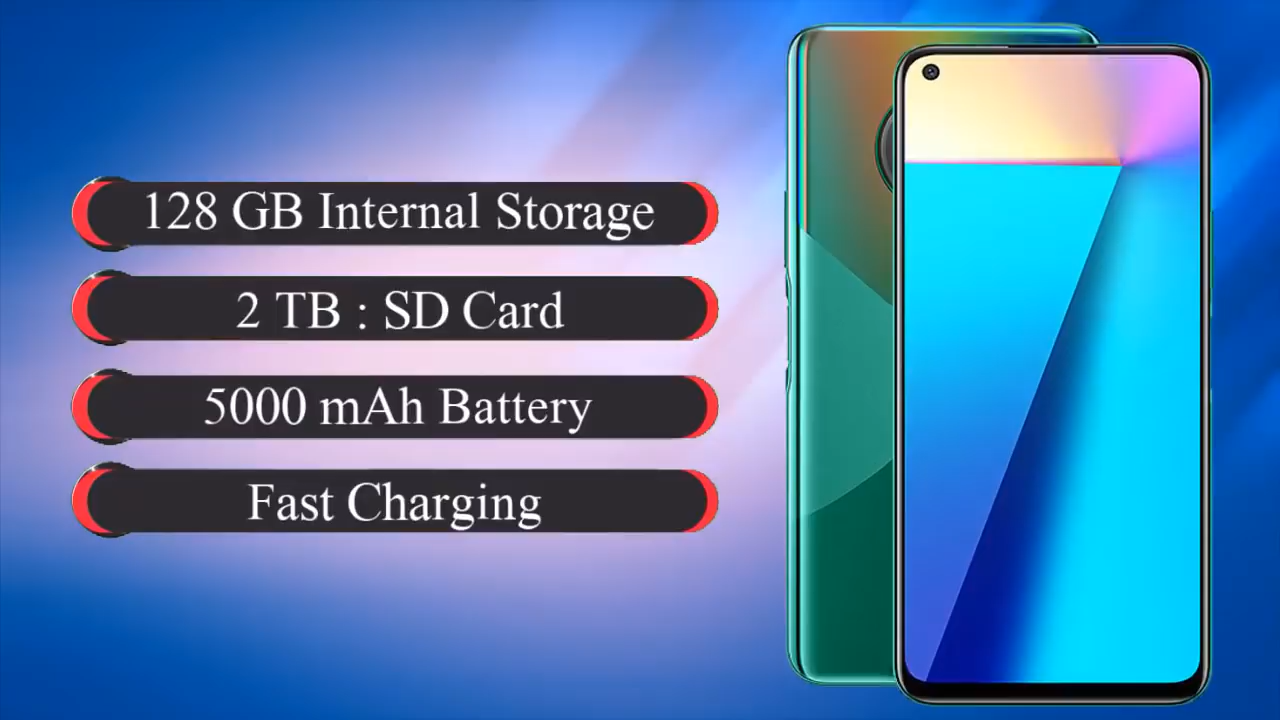 128 GB Internal Storage
2 TB : SD Card
5000 mAh Battery
Fast Charging